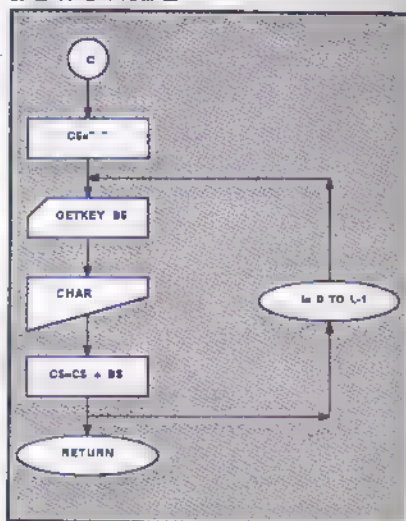 C
C$=" "
GETKEY B$
CHAR
I= 0 TO L-1
C$=C$ + B$
RETURN